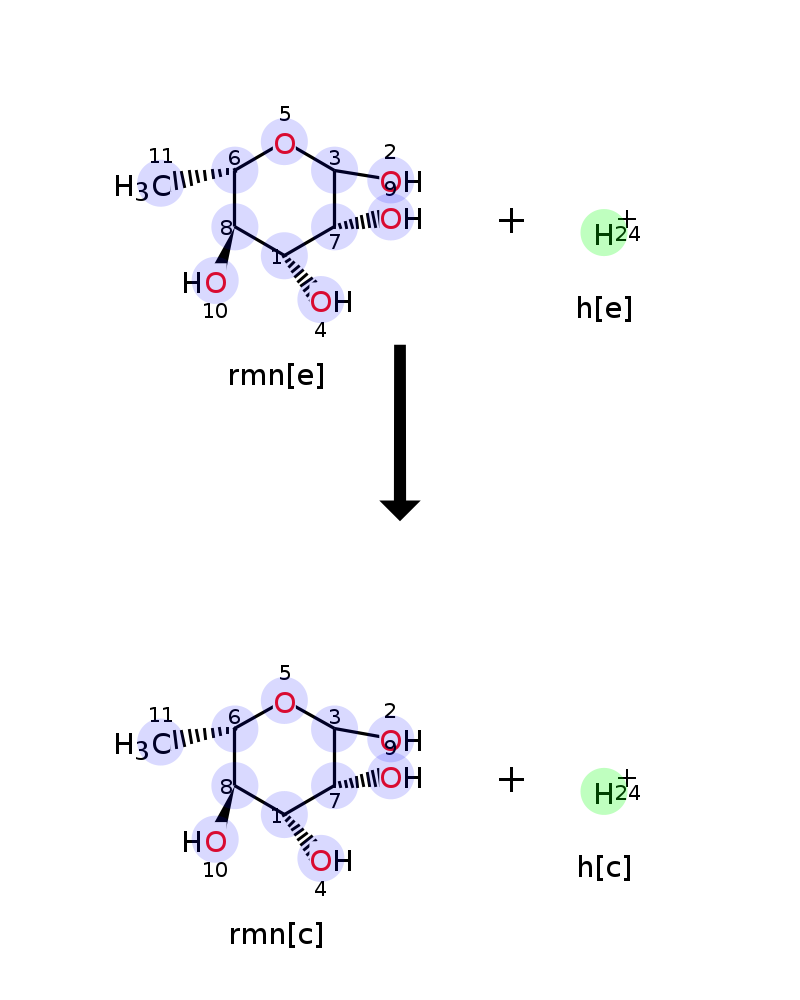 5
11 6 3 2
H3C O OH
9
OH + H+ 24
8 1 7
HO OH h[e]
10 4
rmn[e]
5
11 6 3 2
H3C O OH
9
OH + H+ 24
8 1 7
HO OH h[c]
10 4
rmn[c]